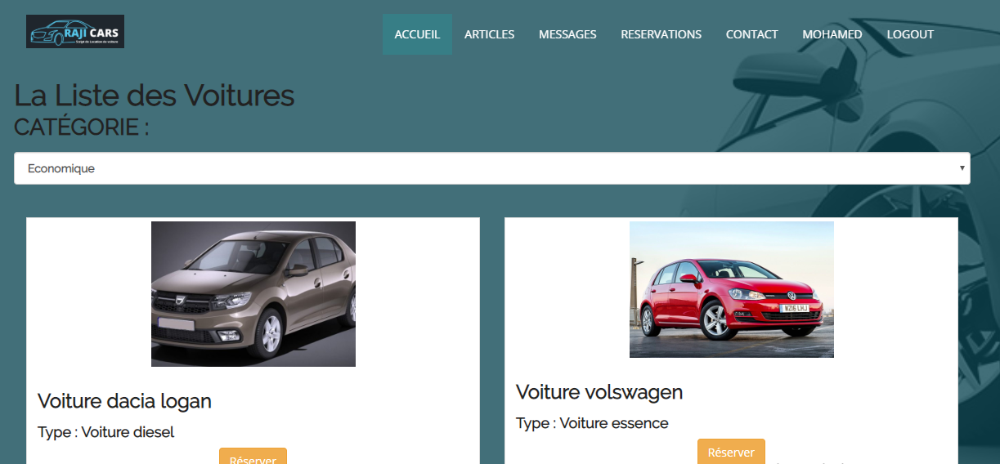 RAJI CARS
Script de Location de voiture
ACCUEIL ARTICLES MESSAGES RESERVATIONS CONTACT MOHAMED LOGOUT
La Liste des Voitures
CATÉGORIE :
Economique
WZ16 LHJ
Voiture dacia logan
Type : Voiture diesel
Réserver
Voiture volswagen
Type : Voiture essence
Réserver